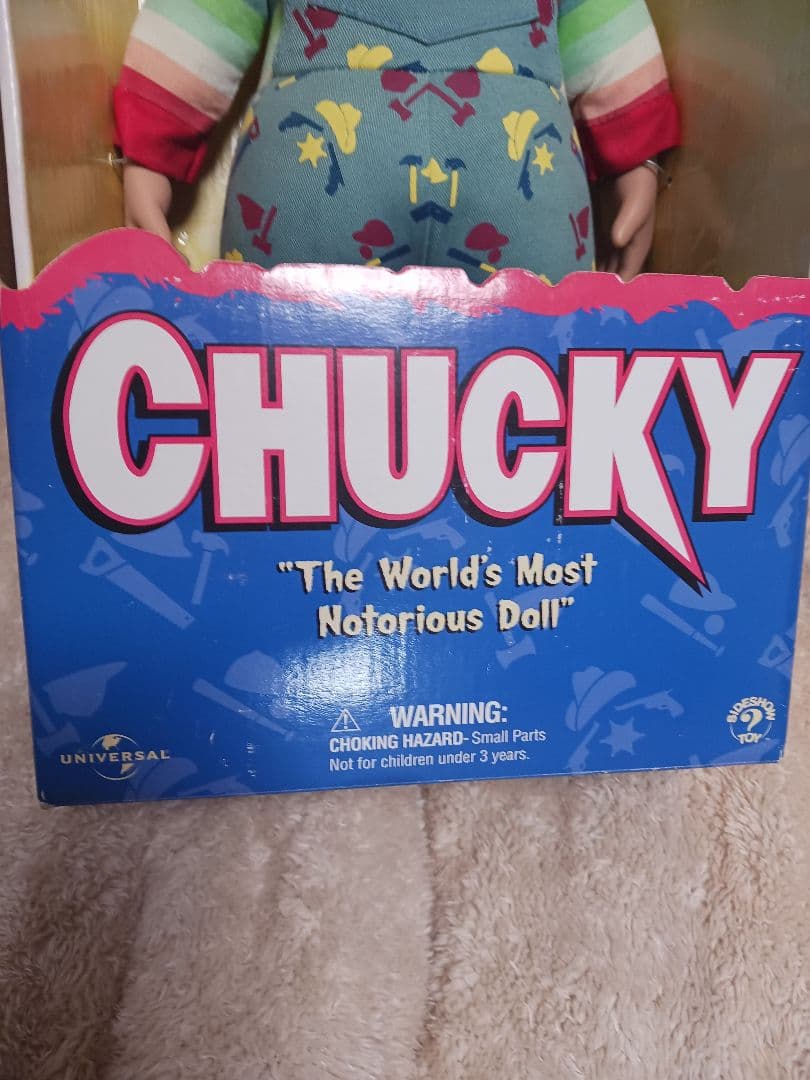 CHUCKY
"The World's Most
Notorious Doll"
WARNING:
CHOKING HAZARD- Small Parts
Not for children under 3 years.
UNIVERSAL
SIDESHOW
?
TOY